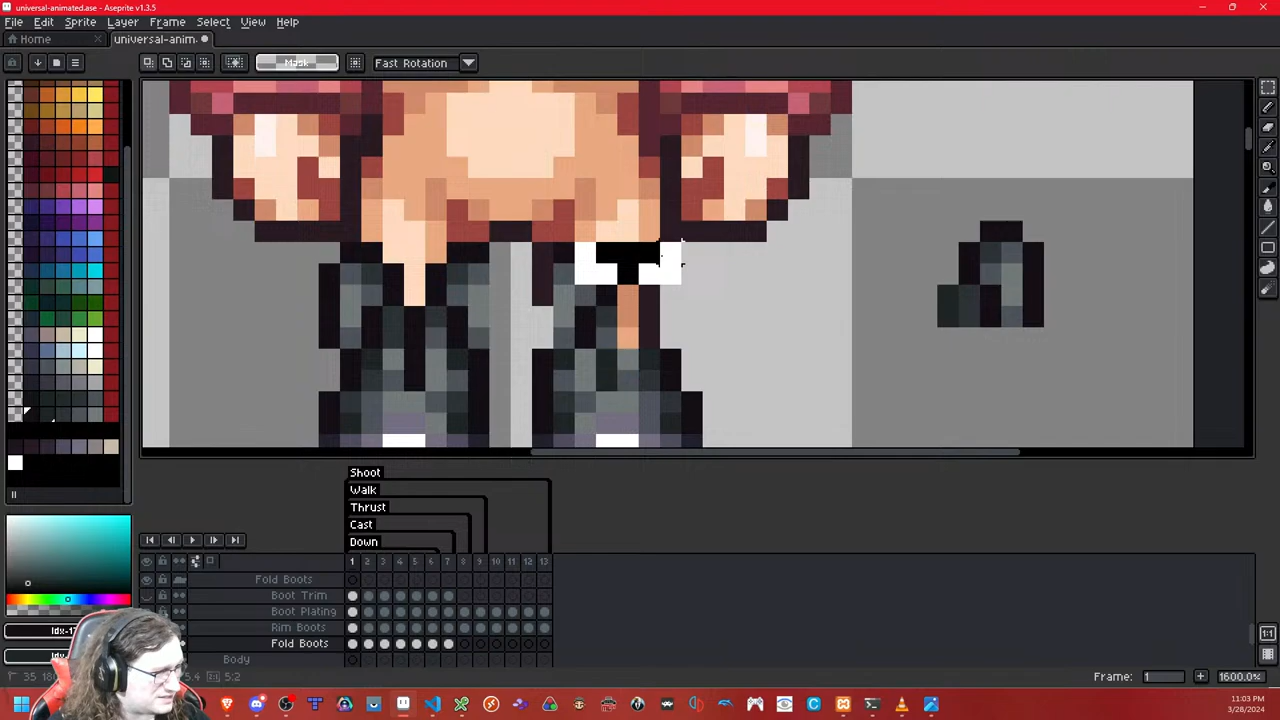 universal-animated.ase - Aseprite v1.3.5
File Edit Sprite Layer Frame Select View Help
Home universal-anim.
Mask Fast Rotation
Shoot
Walk
Thrust
Cast
Down
1 2 3 4 5 6 7 8 9 10 11 12 13
Fold Boots
Boot Trim
Boot Plating
Rim Boots
Fold Boots
Body
5:2
Frame: 1 1600.0%
11:03 PM
3/28/2024